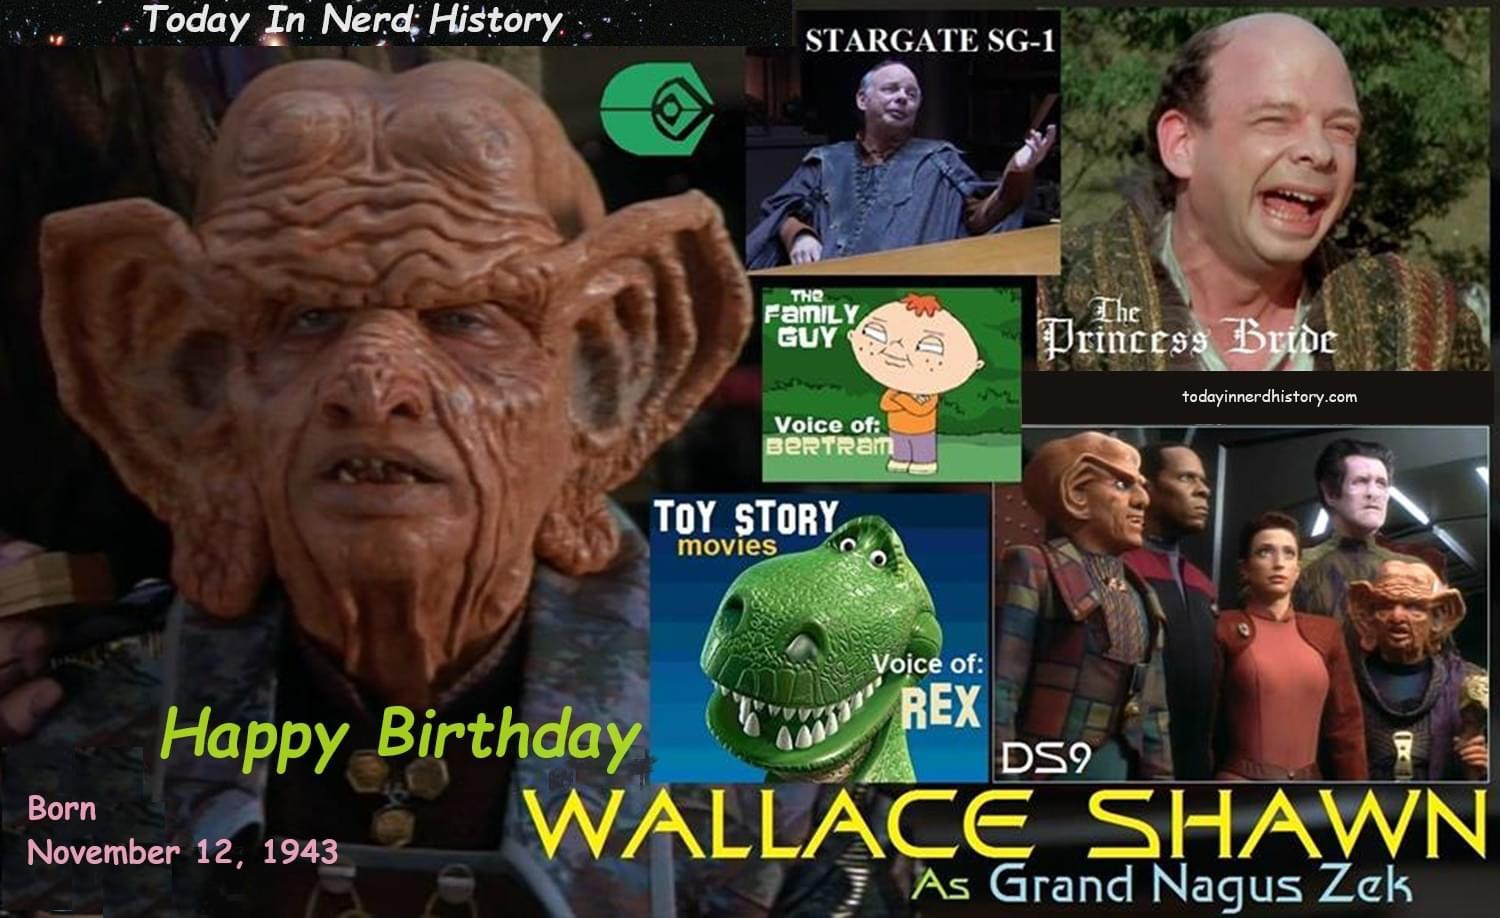 Today In Nerd History
STARGATE SG-1
The
Princess Bride
todayinnerdhistory.com
THE
FAMILY
GUY
Voice of:
BERTRAM
TOY STORY
movies
Voice of:
REX
DS9
Happy Birthday
Born
November 12, 1943
WALLACE SHAWN
As Grand Nagus Zek